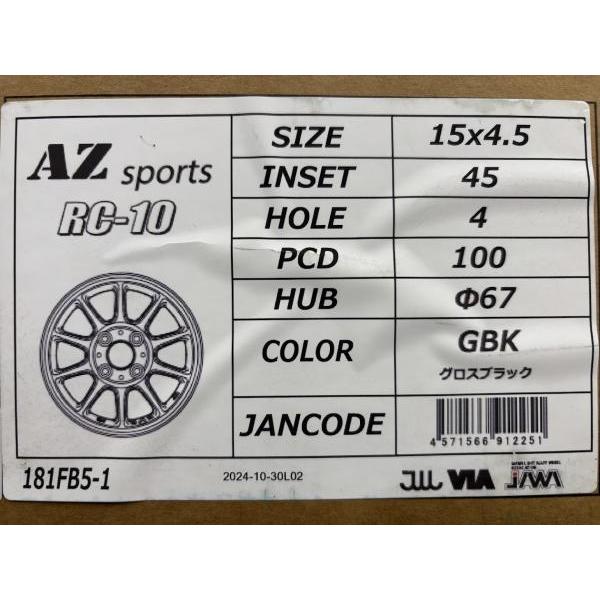 AZ sports
RC-10
SIZE 15x4.5
INSET 45
HOLE 4
PCD 100
HUB Φ67
COLOR GBK
グロスブラック
JANCODE
4 571566 912251
181FB5-1
2024-10-30L02
JWL VIA JAWA